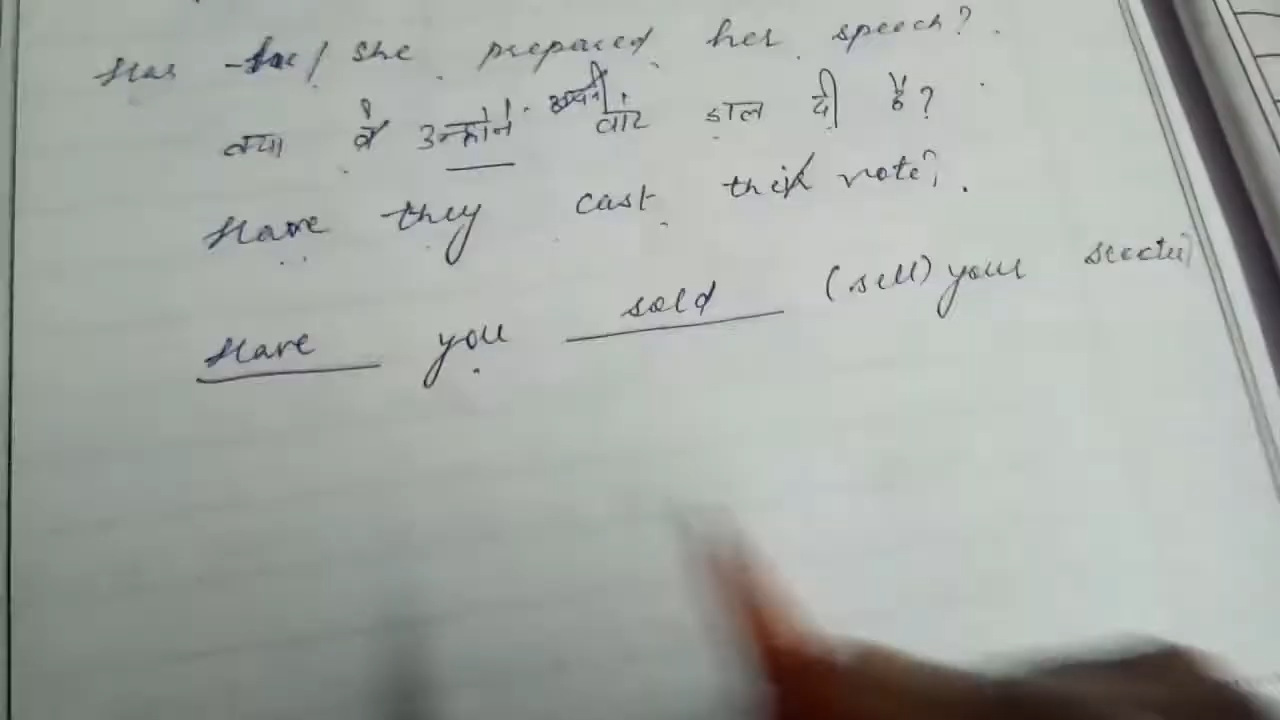 Has she prepared her speech?
क्या उन्होने अपनी वोट डाल दी है?
Have they cast their vote?
Have you sold (sell) your